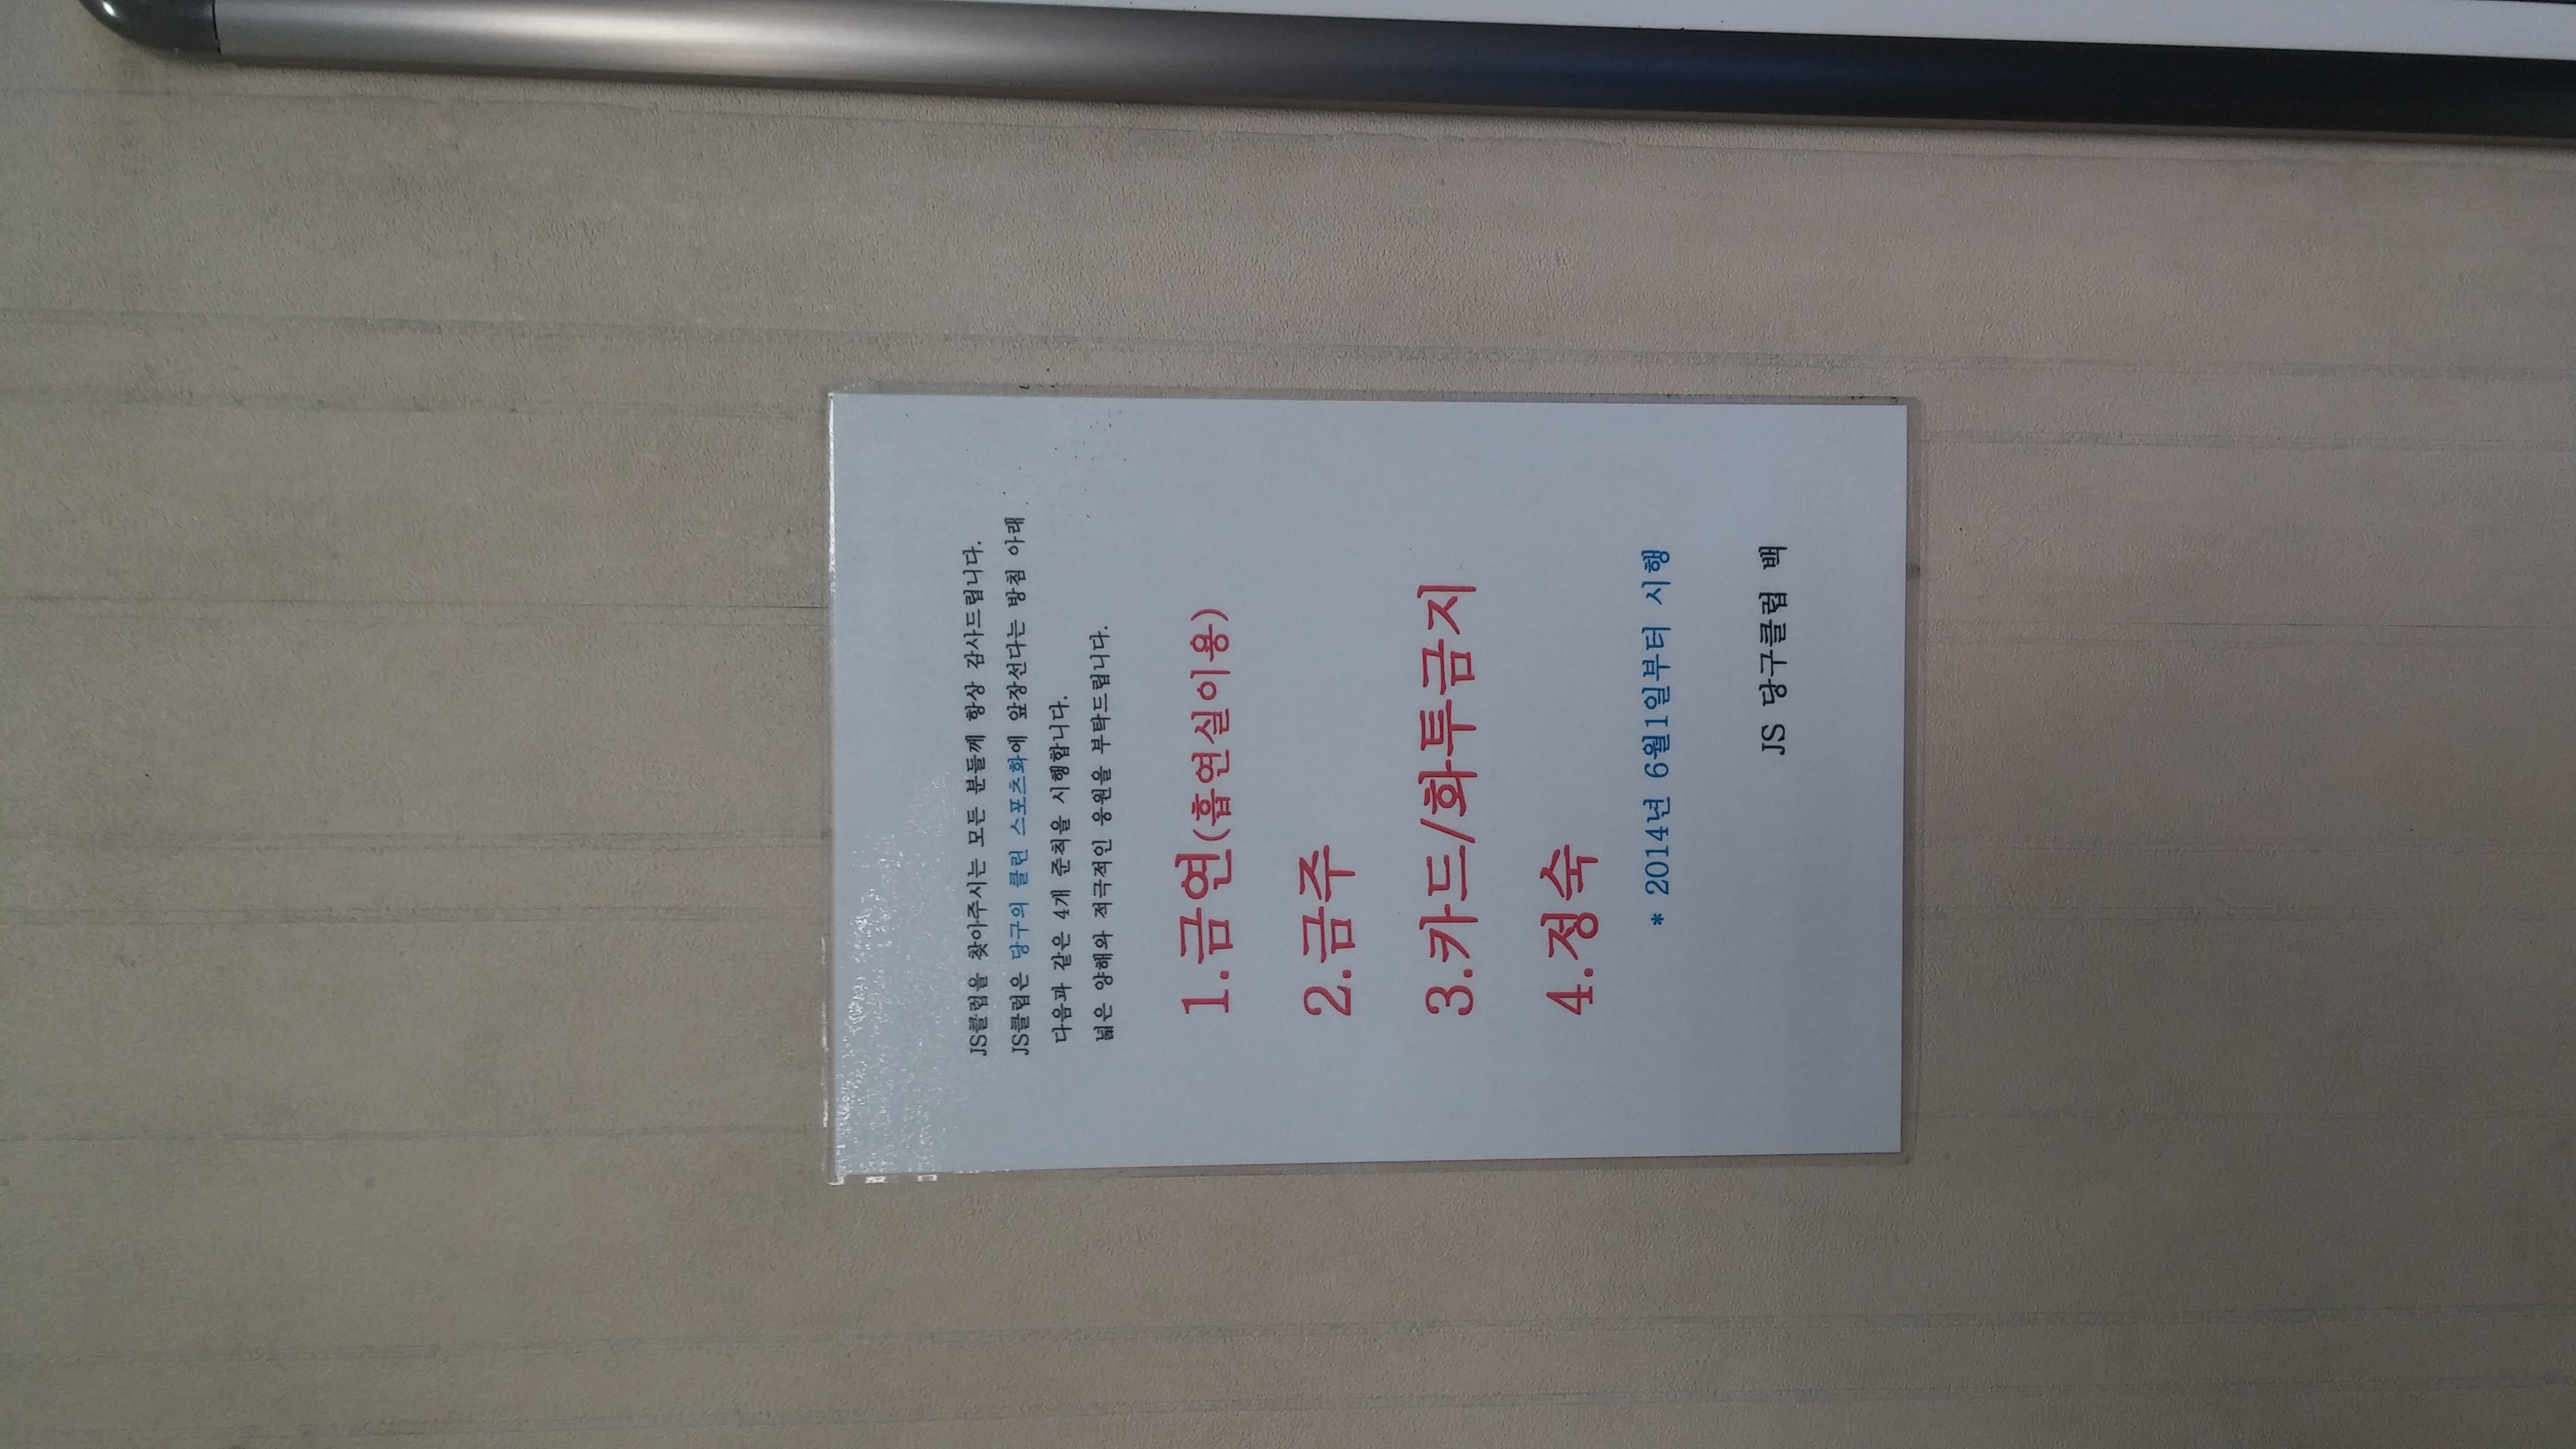 JS클럽을 찾아주시는 모든 분들께 항상 감사드립니다.
JS클럽은 당구의 클린 스포츠화에 앞장선다는 방침 아래
다음과 같은 4개 준칙을 시행합니다.
넓은 양해와 적극적인 응원을 부탁드립니다.
1.금연(흡연실이용)
2.금주
3.카드/화투금지
4.정숙
* 2014년 6월1일부터 시행
JS 당구클럽 백